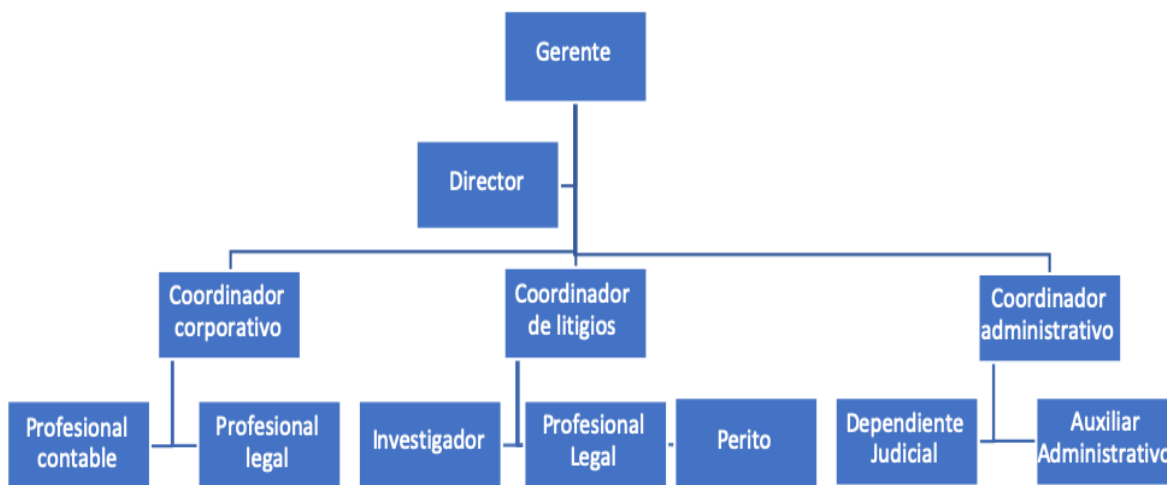 Gerente
Director
Coordinador
corporativo
Coordinador
de litigios
Coordinador
administrativo
Profesional
contable
Profesional
legal
Investigador
Profesional
Legal
Perito
Dependiente
Judicial
Auxiliar
Administrativo